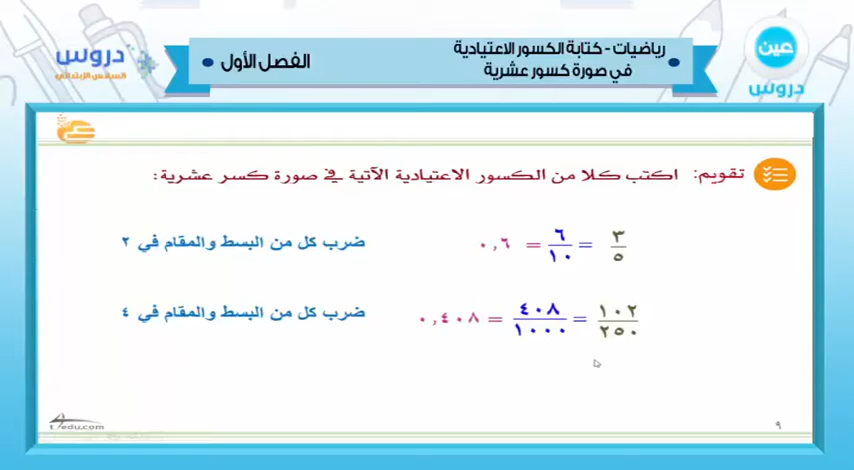 عين
دروس
رياضيات - كتابة الكسور الاعتيادية
في صورة كسور عشرية
الفصل الأول
دروس
السادس الابتدائي
تقويم: اكتب كلا من الكسور الاعتيادية الآتية في صورة كسر عشرية:
٣/٥ = ٦/١٠ = ٠,٦
ضرب كل من البسط والمقام في ٢
١٠٢/٢٥٠ = ٤٠٨/١٠٠٠ = ٠,٤٠٨
ضرب كل من البسط والمقام في ٤
t4edu.com
٩